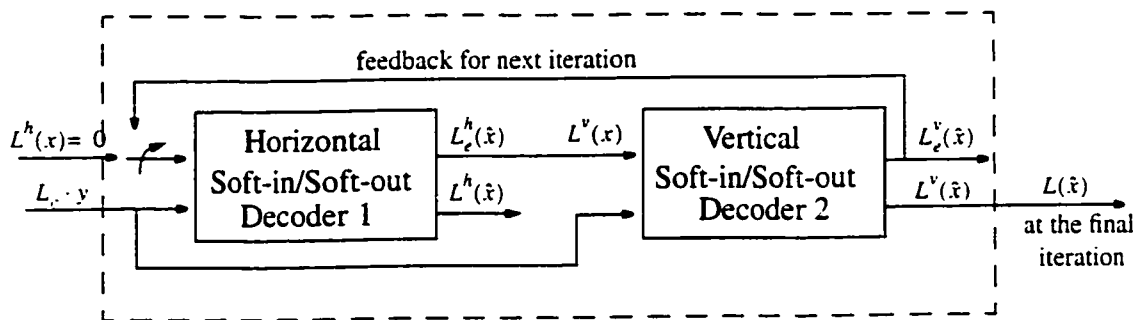 feedback for next iteration
L^h(x) = 0
L_c · y
Horizontal
Soft-in/Soft-out
Decoder 1
L_e^h(x̂)
L^h(x̂)
L^v(x)
Vertical
Soft-in/Soft-out
Decoder 2
L_e^v(x̂)
L^v(x̂)
L(x̂)
at the final
iteration